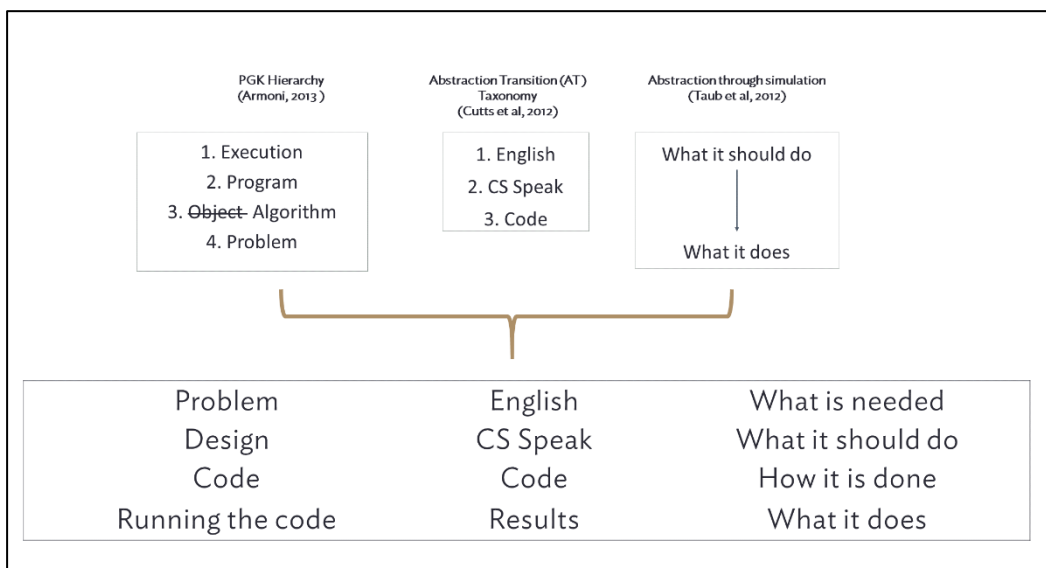 PGK Hierarchy
(Armoni, 2013 )
1. Execution
2. Program
3. Object Algorithm
4. Problem
Abstraction Transition (AT)
Taxonomy
(Cutts et al, 2012)
1. English
2. CS Speak
3. Code
Abstraction through simulation
(Taub et al, 2012)
What it should do
What it does
Problem English What is needed
Design CS Speak What it should do
Code Code How it is done
Running the code Results What it does